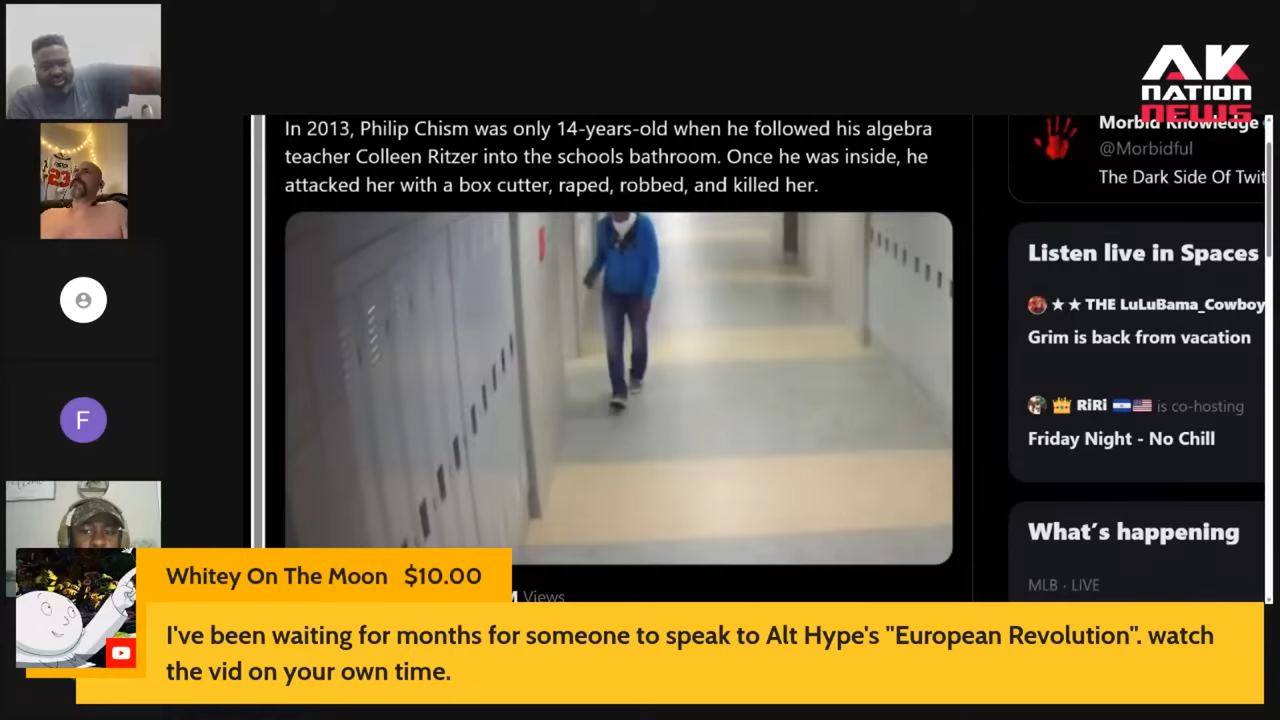 AK
NATION
NEWS
In 2013, Philip Chism was only 14-years-old when he followed his algebra
teacher Colleen Ritzer into the schools bathroom. Once he was inside, he
attacked her with a box cutter, raped, robbed, and killed her.
Morbid Knowledge
@Morbidful
The Dark Side Of Twit
Listen live in Spaces
★★ THE LuLuBama_Cowboy
Grim is back from vacation
23
👑 RiRi 🇸🇻🇺🇸 is co-hosting
Friday Night - No Chill
F
What's happening
MLB · LIVE
M Views
Whitey On The Moon $10.00
I've been waiting for months for someone to speak to Alt Hype's "European Revolution". watch
the vid on your own time.